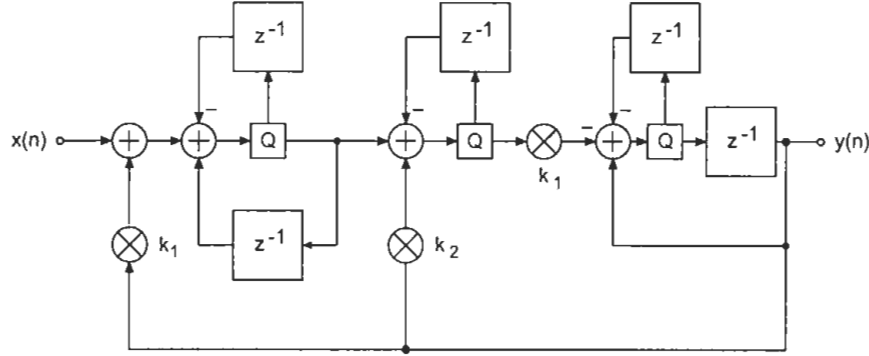 z⁻¹
z⁻¹
z⁻¹
−
−
−
x(n)
+
+
Q
+
Q
k₁
−
+
Q
z⁻¹
y(n)
k₁
z⁻¹
k₂